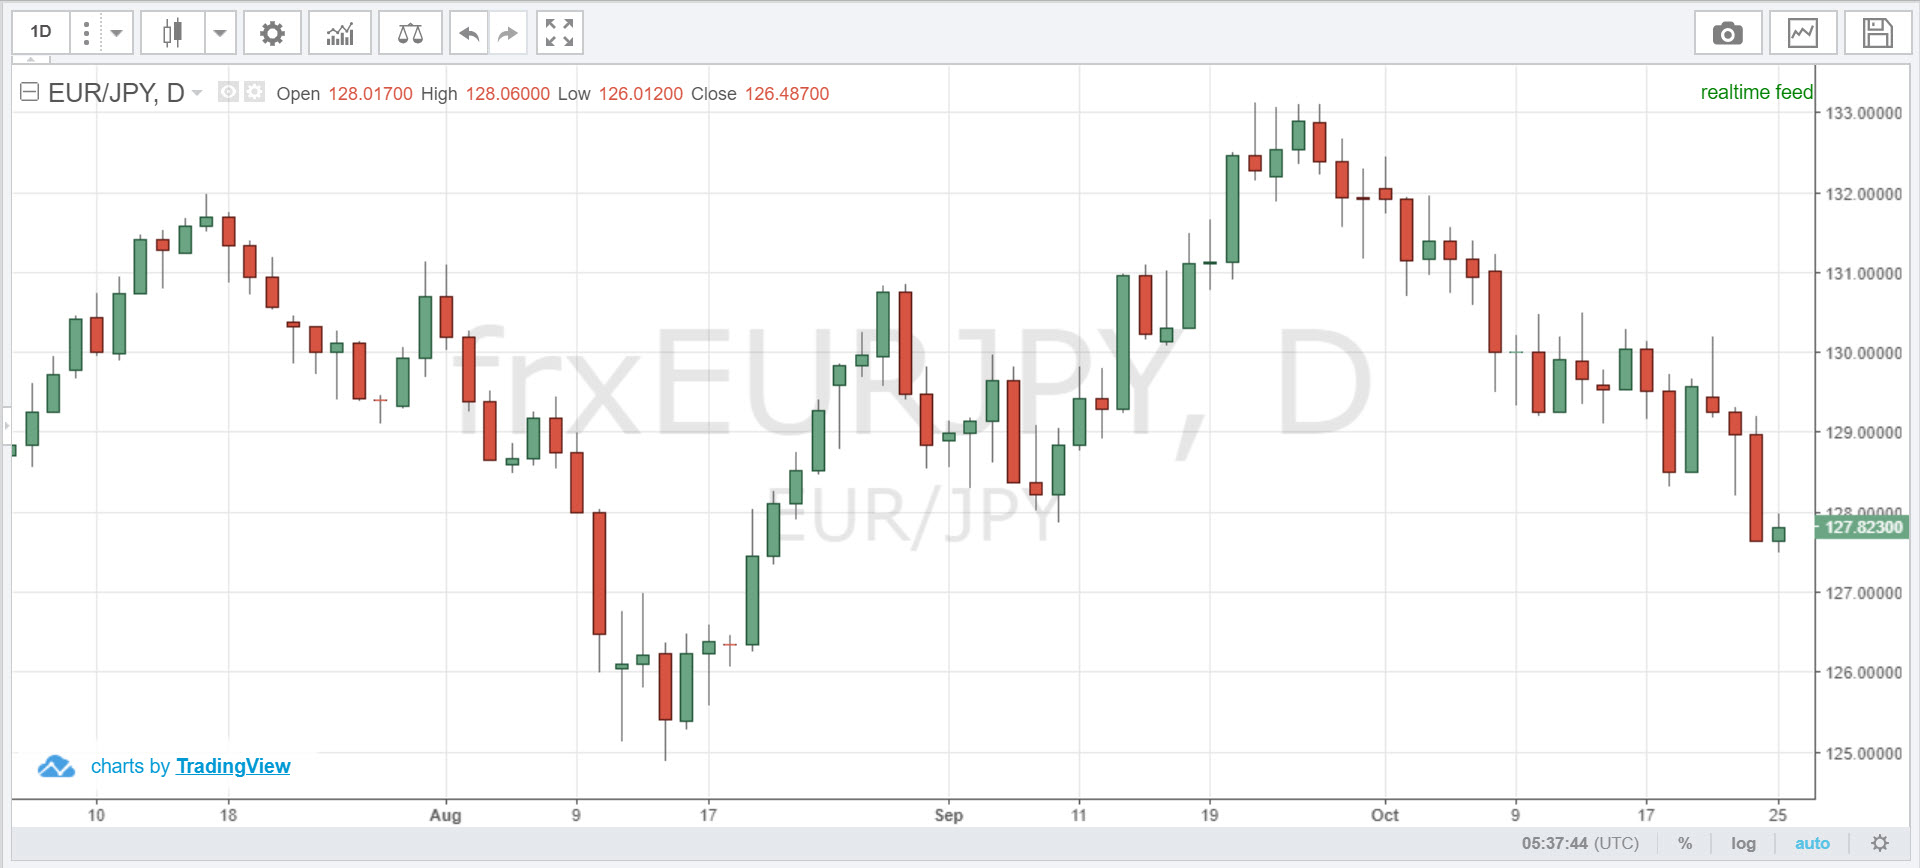 1D
EUR/JPY, D Open 128.01700 High 128.06000 Low 126.01200 Close 126.48700
realtime feed
133.00000
132.00000
131.00000
130.00000
129.00000
128.00000
127.82300
127.00000
126.00000
125.00000
frxEURJPY, D
EUR/JPY
charts by TradingView
10 18 Aug 9 17 Sep 11 19 Oct 9 17 25
05:37:44 (UTC) % log auto